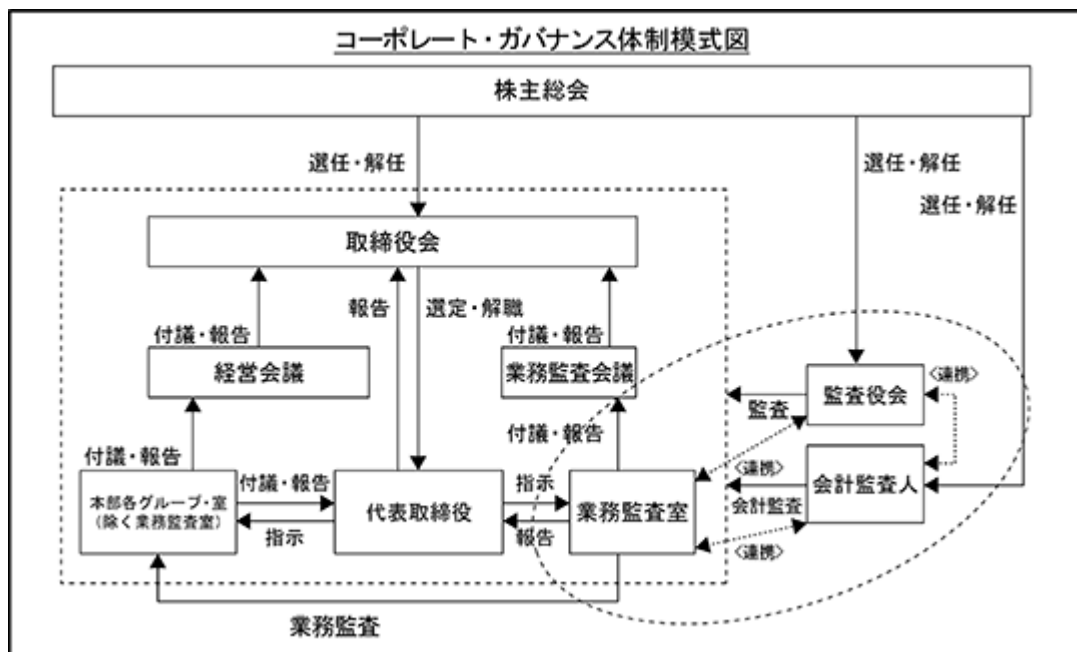 コーポレート・ガバナンス体制模式図
株主総会
選任・解任
選任・解任
選任・解任
取締役会
報告
選定・解職
付議・報告
付議・報告
経営会議
業務監査会議
監査役会
〈連携〉
監査
付議・報告
付議・報告
本部各グループ・室
（除く業務監査室）
付議・報告
指示
代表取締役
指示
報告
業務監査室
〈連携〉
会計監査
会計監査人
〈連携〉
業務監査